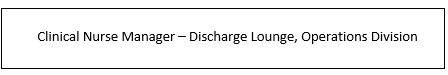 Clinical Nurse Manager – Discharge Lounge, Operations Division